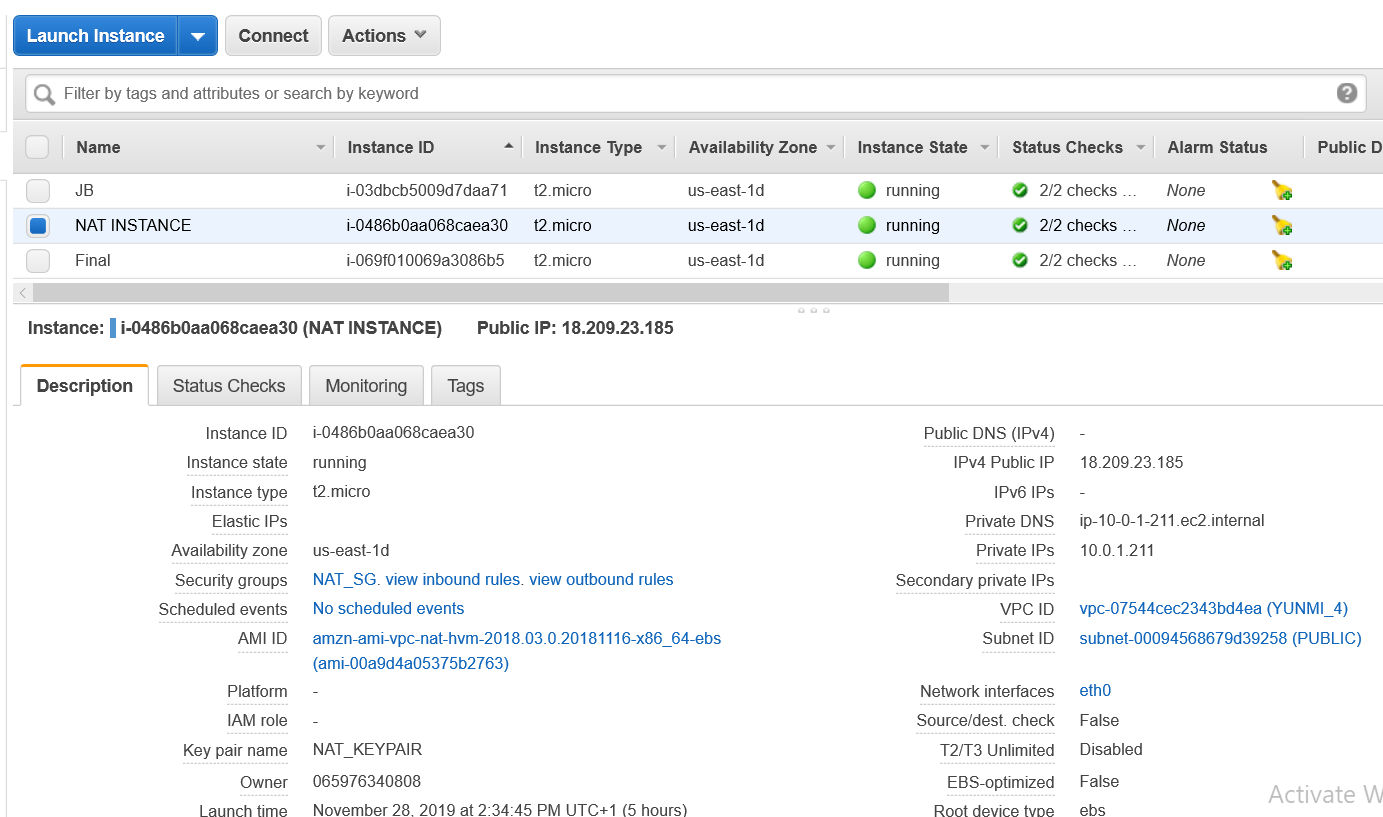 Launch Instance Connect Actions
Filter by tags and attributes or search by keyword
Name Instance ID Instance Type Availability Zone Instance State Status Checks Alarm Status Public D
JB i-03dbcb5009d7daa71 t2.micro us-east-1d running 2/2 checks ... None
NAT INSTANCE i-0486b0aa068caea30 t2.micro us-east-1d running 2/2 checks ... None
Final i-069f010069a3086b5 t2.micro us-east-1d running 2/2 checks ... None
Instance: i-0486b0aa068caea30 (NAT INSTANCE) Public IP: 18.209.23.185
Description Status Checks Monitoring Tags
Instance ID i-0486b0aa068caea30 Public DNS (IPv4) -
Instance state running IPv4 Public IP 18.209.23.185
Instance type t2.micro IPv6 IPs -
Elastic IPs Private DNS ip-10-0-1-211.ec2.internal
Availability zone us-east-1d Private IPs 10.0.1.211
Security groups NAT_SG. view inbound rules. view outbound rules Secondary private IPs
Scheduled events No scheduled events VPC ID vpc-07544cec2343bd4ea (YUNMI_4)
AMI ID amzn-ami-vpc-nat-hvm-2018.03.0.20181116-x86_64-ebs Subnet ID subnet-00094568679d39258 (PUBLIC)
(ami-00a9d4a05375b2763)
Platform - Network interfaces eth0
IAM role - Source/dest. check False
Key pair name NAT_KEYPAIR T2/T3 Unlimited Disabled
Owner 065976340808 EBS-optimized False
Launch time November 28, 2019 at 2:34:45 PM UTC+1 (5 hours) Root device type ebs
Activate W